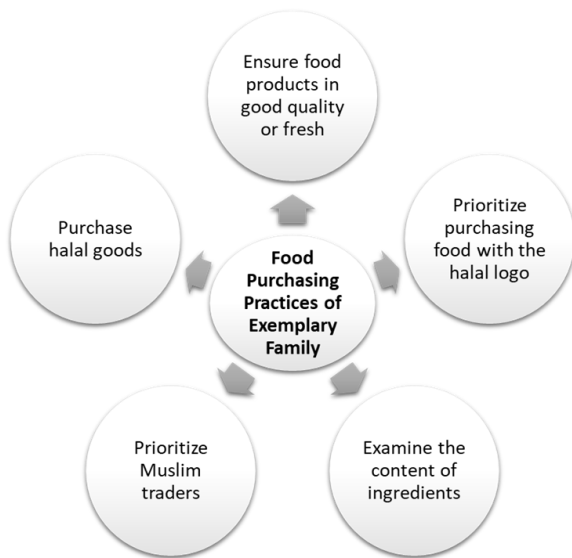 Ensure food
products in
good quality
or fresh
Purchase
halal goods
Prioritize
purchasing
food with the
halal logo
Food
Purchasing
Practices of
Exemplary
Family
Prioritize
Muslim
traders
Examine the
content of
ingredients